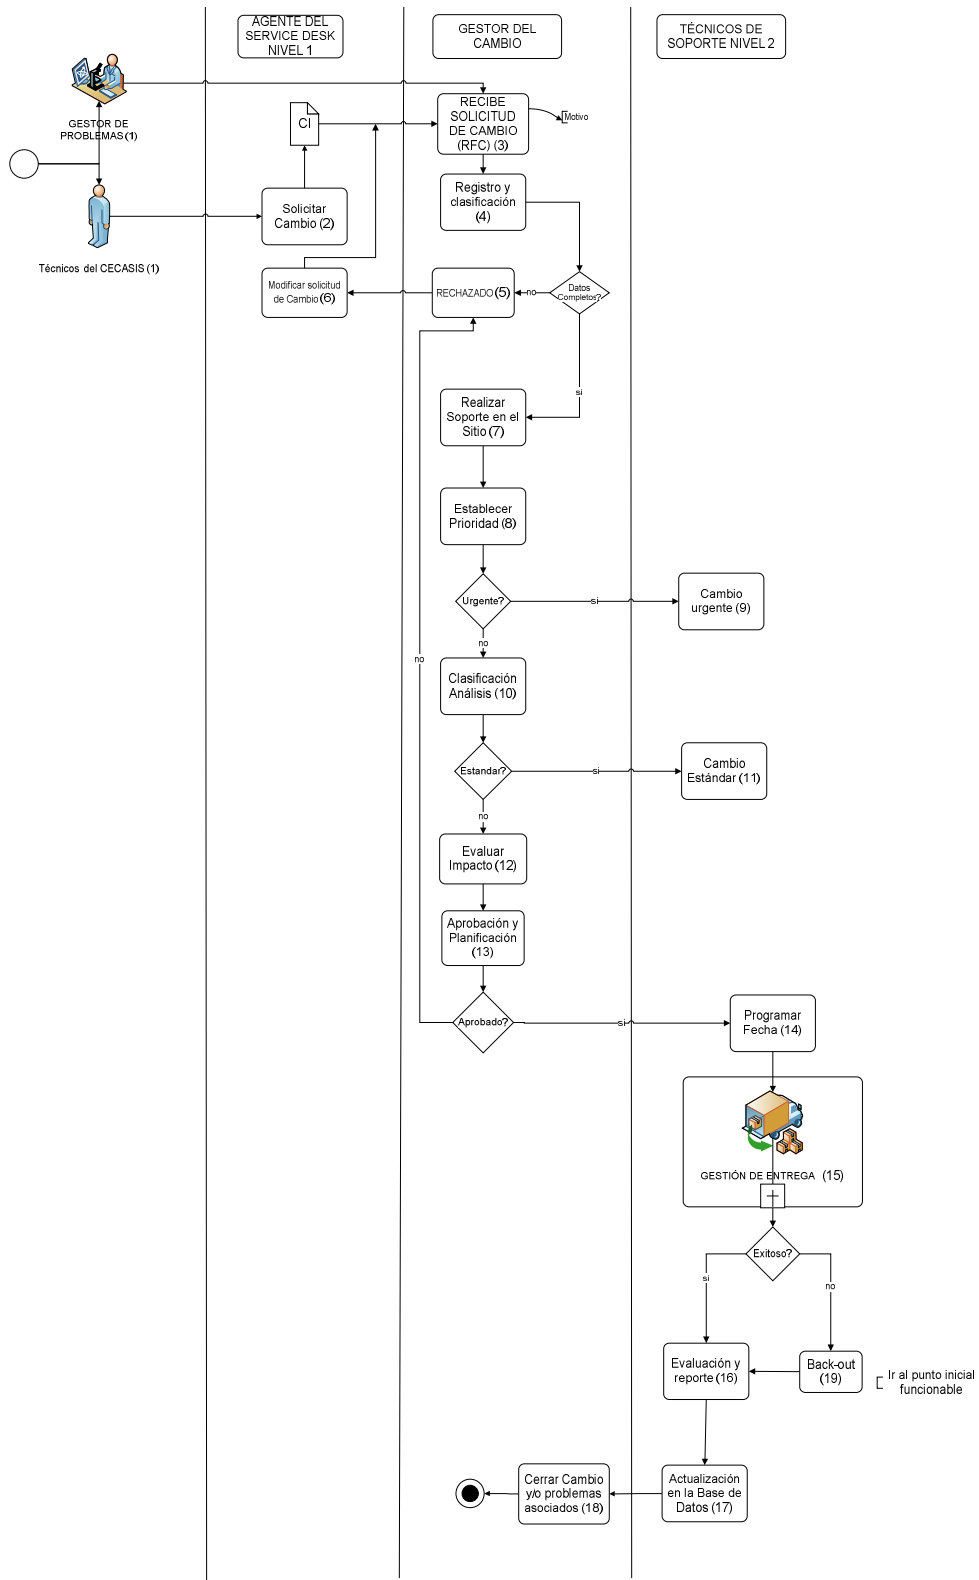 AGENTE DEL
SERVICE DESK
NIVEL 1
GESTOR DEL
CAMBIO
TÉCNICOS DE
SOPORTE NIVEL 2
GESTOR DE
PROBLEMAS (1)
CI
RECIBE
SOLICITUD
DE CAMBIO
(RFC) (3)
Motivo
Registro y
clasificación
(4)
Solicitar
Cambio (2)
Técnicos del CECASIS (1)
Modificar solicitud
de Cambio (6)
RECHAZADO (5)
no
Datos
Completos?
si
Realizar
Soporte en el
Sitio (7)
Establecer
Prioridad (8)
Urgente?
si
Cambio
urgente (9)
no
no
Clasificación
Análisis (10)
Estandar?
si
Cambio
Estándar (11)
no
Evaluar
Impacto (12)
Aprobación y
Planificación
(13)
Aprobado?
si
Programar
Fecha (14)
GESTIÓN DE ENTREGA (15)
Exitoso?
si
no
Evaluación y
reporte (16)
Back-out
(19)
Ir al punto inicial
funcionable
Cerrar Cambio
y/o problemas
asociados (18)
Actualización
en la Base de
Datos (17)